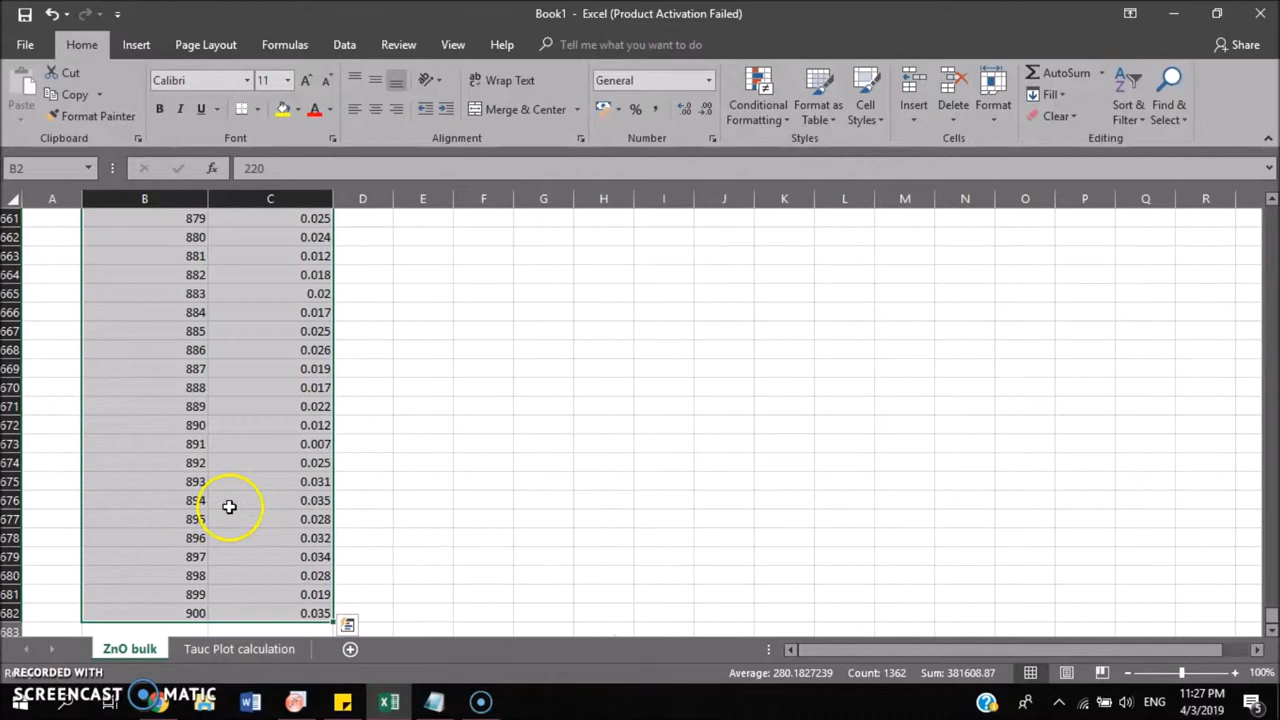 Book1 - Excel (Product Activation Failed)
File Home Insert Page Layout Formulas Data Review View Help Tell me what you want to do Share
Paste Cut Copy Format Painter
Calibri 11
B I U A
Wrap Text
Merge & Center
General
%
Conditional Formatting Format as Table Cell Styles
Insert Delete Format
AutoSum
Fill
Clear
Sort & Filter Find & Select
Clipboard Font Alignment Number Styles Cells Editing
B2 fx 220
A B C D E F G H I J K L M N O P Q R
661 879 0.025
662 880 0.024
663 881 0.012
664 882 0.018
665 883 0.02
666 884 0.017
667 885 0.025
668 886 0.026
669 887 0.019
670 888 0.017
671 889 0.022
672 890 0.012
673 891 0.007
674 892 0.025
675 893 0.031
676 894 0.035
677 895 0.028
678 896 0.032
679 897 0.034
680 898 0.028
681 899 0.019
682 900 0.035
683
ZnO bulk Tauc Plot calculation
Average: 280.1827239 Count: 1362 Sum: 381608.87 100%
RECORDED WITH
SCREENCAST MATIC
ENG
11:27 PM
4/3/2019
5